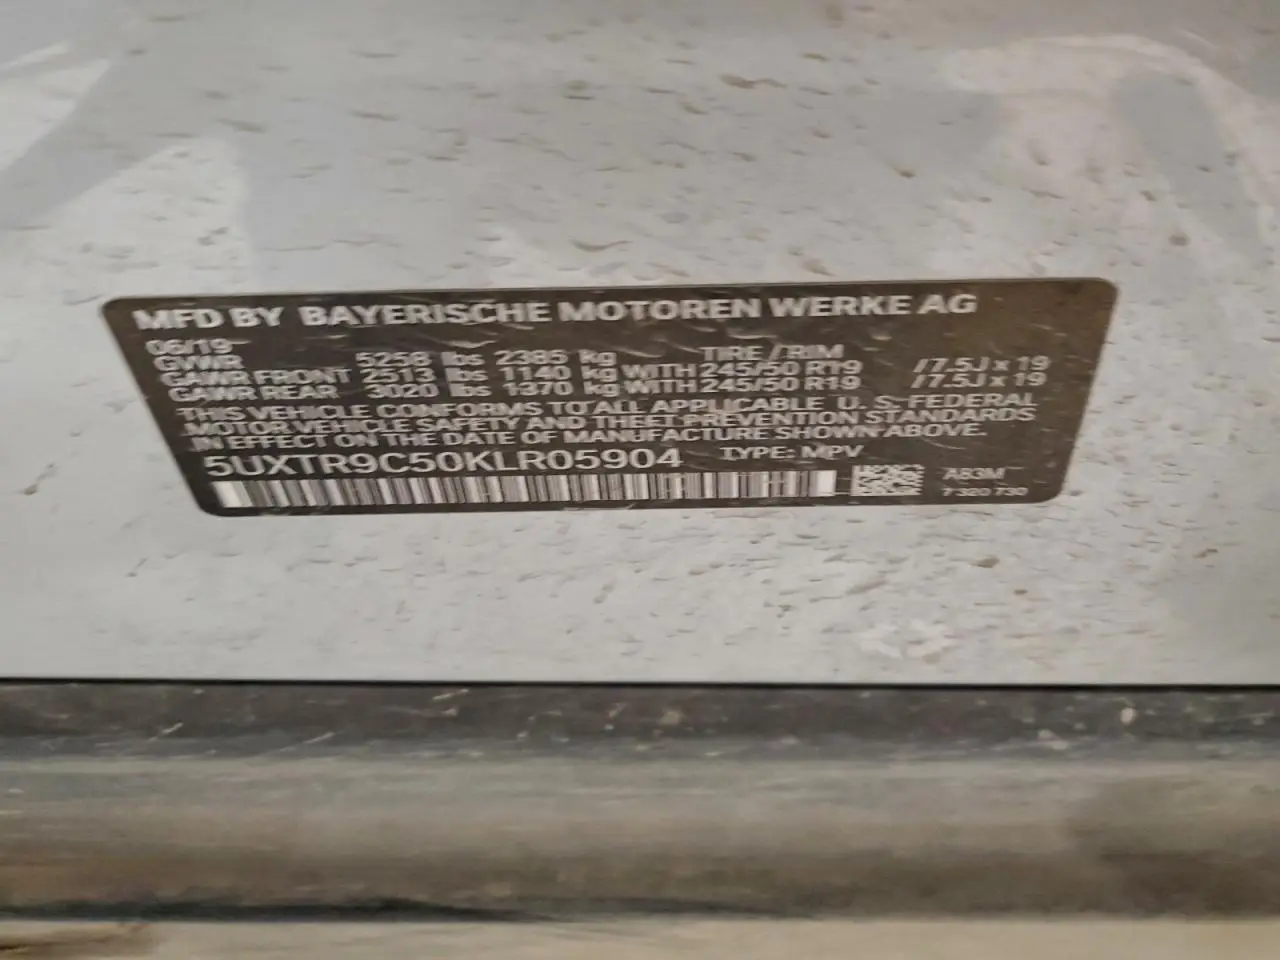 MFD BY BAYERISCHE MOTOREN WERKE AG
06/19
GVWR 5258 lbs 2385 kg TIRE / RIM
GAWR FRONT 2513 lbs 1140 kg WITH 245/50 R19 / 7.5J x 19
GAWR REAR 3020 lbs 1370 kg WITH 245/50 R19 / 7.5J x 19
THIS VEHICLE CONFORMS TO ALL APPLICABLE U.S. FEDERAL
MOTOR VEHICLE SAFETY AND THEFT PREVENTION STANDARDS
IN EFFECT ON THE DATE OF MANUFACTURE SHOWN ABOVE.
5UXTR9C50KLR05904 TYPE: MPV
A83M
7 320 730